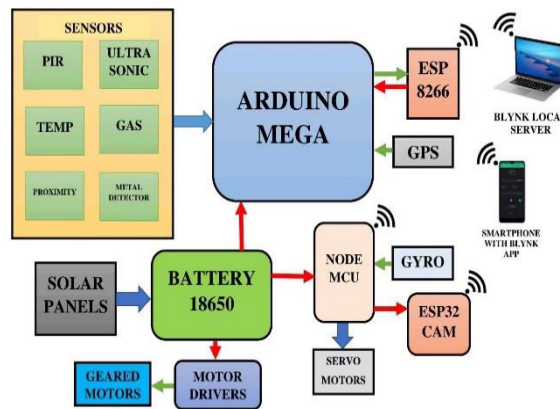 SENSORS
PIR
ULTRA
SONIC
TEMP
GAS
PROXIMITY
METAL
DETECTOR
ARDUINO
MEGA
ESP
8266
BLYNK LOCAL
SERVER
GPS
SMARTPHONE
WITH BLYNK
APP
SOLAR
PANELS
BATTERY
18650
NODE
MCU
GYRO
ESP32
CAM
GEARED
MOTORS
MOTOR
DRIVERS
SERVO
MOTORS